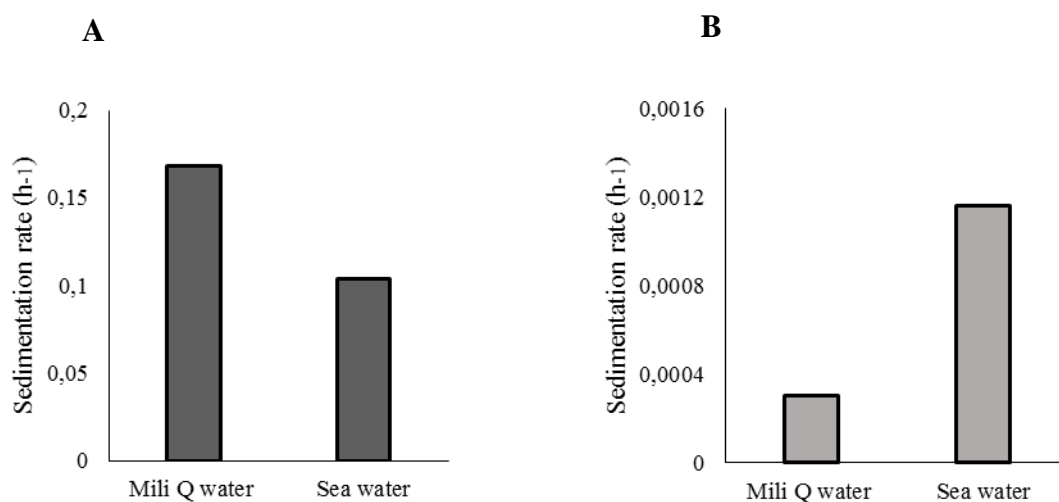 A
Sedimentation rate (h-1)
0,2
0,15
0,1
0,05
0
Mili Q water
Sea water
B
Sedimentation rate (h-1)
0,0016
0,0012
0,0008
0,0004
0
Mili Q water
Sea water